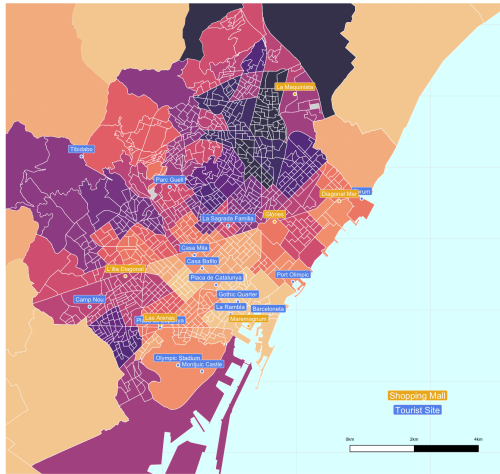 La Maquinista
Tibidabo
Parc Guell
Diagonal Mar
La Sagrada Familia
Glòries
Casa Mila
Casa Batllo
L'Illa Diagonal
Placa de Catalunya
Port Olimpic
Camp Nou
Gothic Quarter
La Rambla
Barceloneta
Las Arenas
Maremagnum
Olympic Stadium
Montjuic Castle
Shopping Mall
Tourist Site
0km
2km
4km